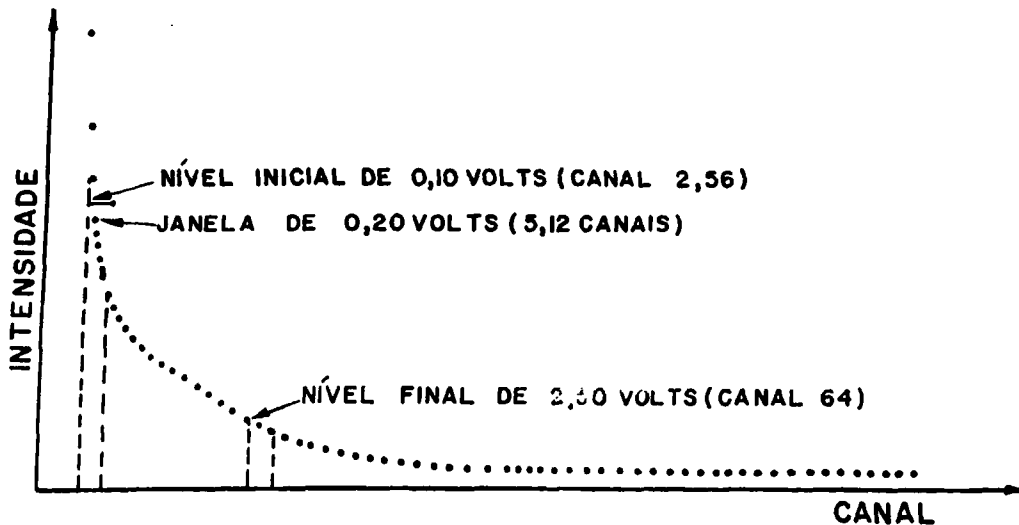 INTENSIDADE
NÍVEL INICIAL DE 0,10 VOLTS (CANAL 2,56)
JANELA DE 0,20 VOLTS (5,12 CANAIS)
NÍVEL FINAL DE VOLTS (CANAL 64)
CANAL